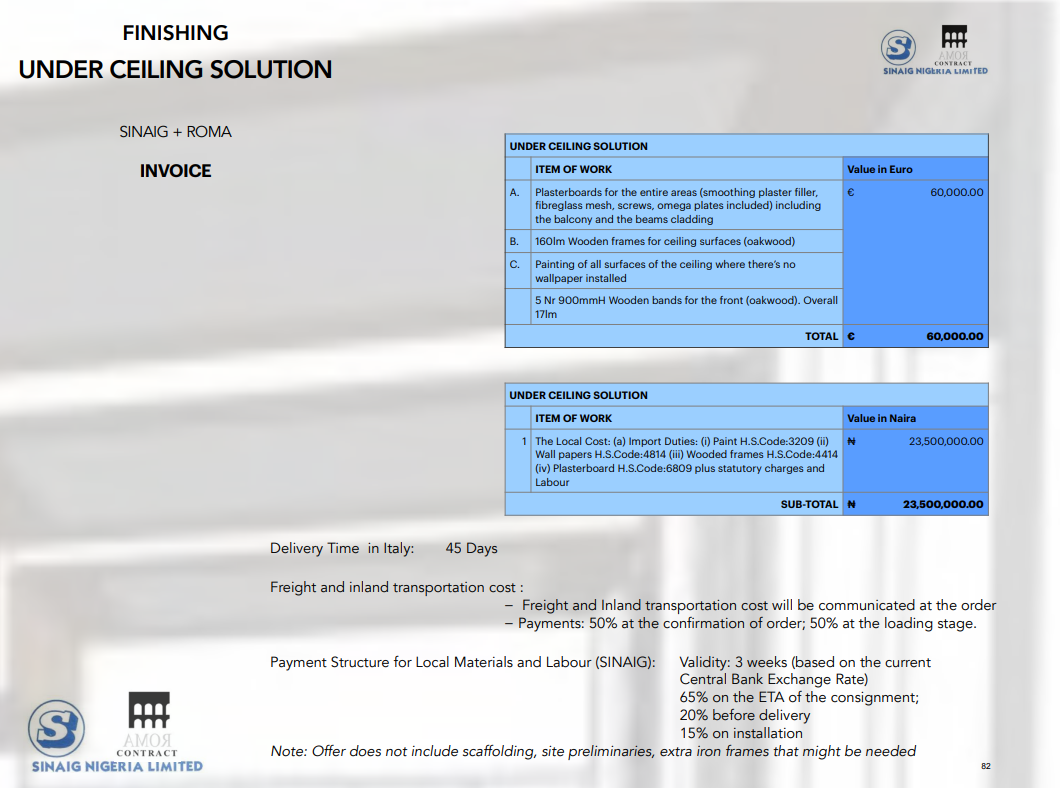 FINISHING
UNDER CEILING SOLUTION
CONTRACT
SINAIG NIGERIA LIMITED
SINAIG + ROMA
INVOICE
UNDER CEILING SOLUTION
ITEM OF WORK Value in Euro
A. Plasterboards for the entire areas (smoothing plaster filler, € 60,000.00
fibreglass mesh, screws, omega plates included) including
the balcony and the beams cladding
B. 160lm Wooden frames for ceiling surfaces (oakwood)
C. Painting of all surfaces of the ceiling where there's no
wallpaper installed
5 Nr 900mmH Wooden bands for the front (oakwood). Overall
17lm
TOTAL € 60,000.00
UNDER CEILING SOLUTION
ITEM OF WORK Value in Naira
1 The Local Cost: (a) Import Duties: (i) Paint H.S.Code:3209 (ii) ₦ 23,500,000.00
Wall papers H.S.Code:4814 (iii) Wooded frames H.S.Code:4414
(iv) Plasterboard H.S.Code:6809 plus statutory charges and
Labour
SUB-TOTAL ₦ 23,500,000.00
Delivery Time in Italy: 45 Days
Freight and inland transportation cost :
– Freight and Inland transportation cost will be communicated at the order
– Payments: 50% at the confirmation of order; 50% at the loading stage.
Payment Structure for Local Materials and Labour (SINAIG): Validity: 3 weeks (based on the current
Central Bank Exchange Rate)
65% on the ETA of the consignment;
20% before delivery
15% on installation
ROMA
CONTRACT
SINAIG NIGERIA LIMITED
Note: Offer does not include scaffolding, site preliminaries, extra iron frames that might be needed
82